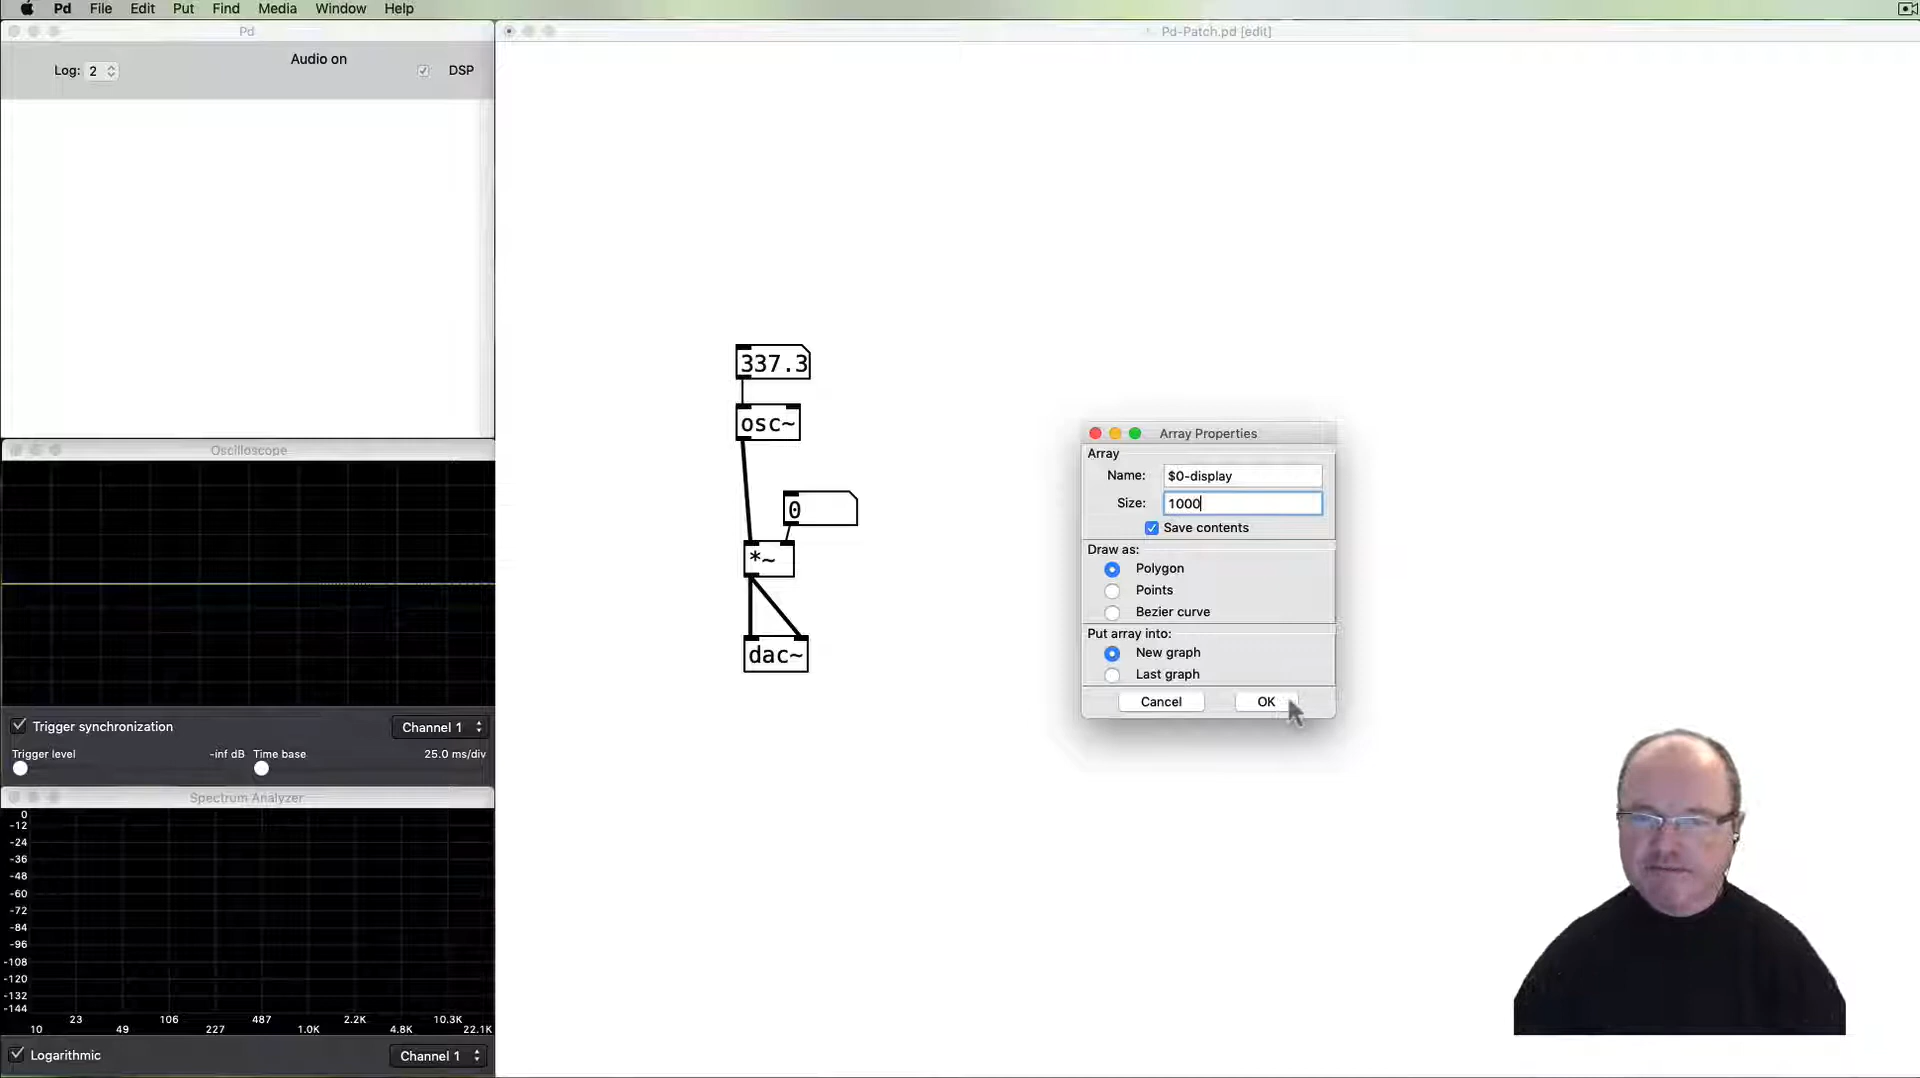 Pd File Edit Put Find Media Window Help
Pd
Pd-Patch.pd [edit]
Audio on
Log: 2
DSP
337.3
osc~
0
*~
dac~
Array Properties
Array
Name: $0-display
Size: 1000
Save contents
Draw as:
Polygon
Points
Bezier curve
Put array into:
New graph
Last graph
Cancel OK
Oscilloscope
Trigger synchronization Channel 1
Trigger level -inf dB Time base 25.0 ms/div
Spectrum Analyzer
0
-12
-24
-36
-48
-60
-72
-84
-96
-108
-120
-132
-144
23 106 487 2.2K 10.3K
10 49 227 1.0K 4.8K 22.1K
Logarithmic Channel 1